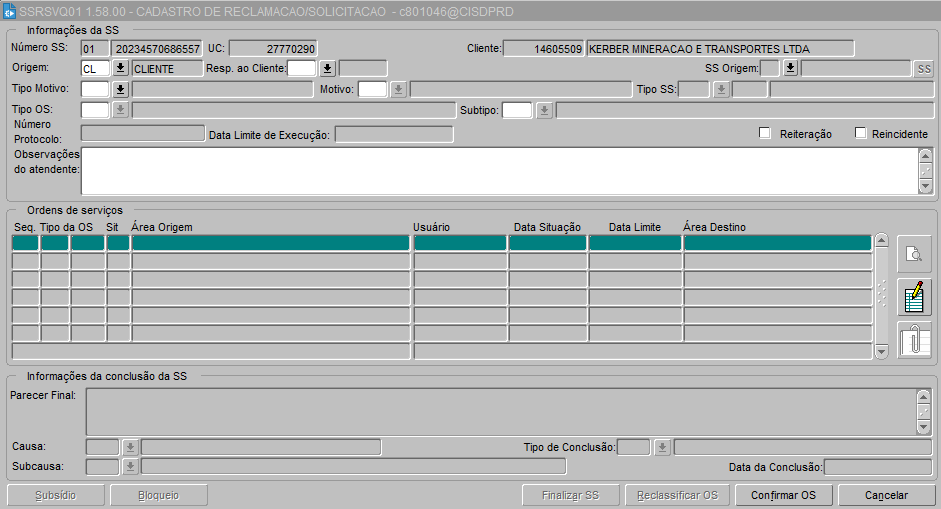 SSRSVQ01 1.58.00 - CADASTRO DE RECLAMACAO/SOLICITACAO - c801046@CISDPRD
Informações da SS
Número SS: 01 20234570686557 UC: 27770290 Cliente: 14605509 KERBER MINERACAO E TRANSPORTES LTDA
Origem: CL CLIENTE Resp. ao Cliente: SS Origem: SS
Tipo Motivo: Motivo: Tipo SS:
Tipo OS: Subtipo:
Número
Protocolo: Data Limite de Execução: Reiteração Reincidente
Observações
do atendente:
Ordens de serviços
Seq. Tipo da OS Sit Área Origem Usuário Data Situação Data Limite Área Destino
Informações da conclusão da SS
Parecer Final:
Causa: Tipo de Conclusão:
Subcausa: Data da Conclusão:
Subsídio Bloqueio Finalizar SS Reclassificar OS Confirmar OS Cancelar